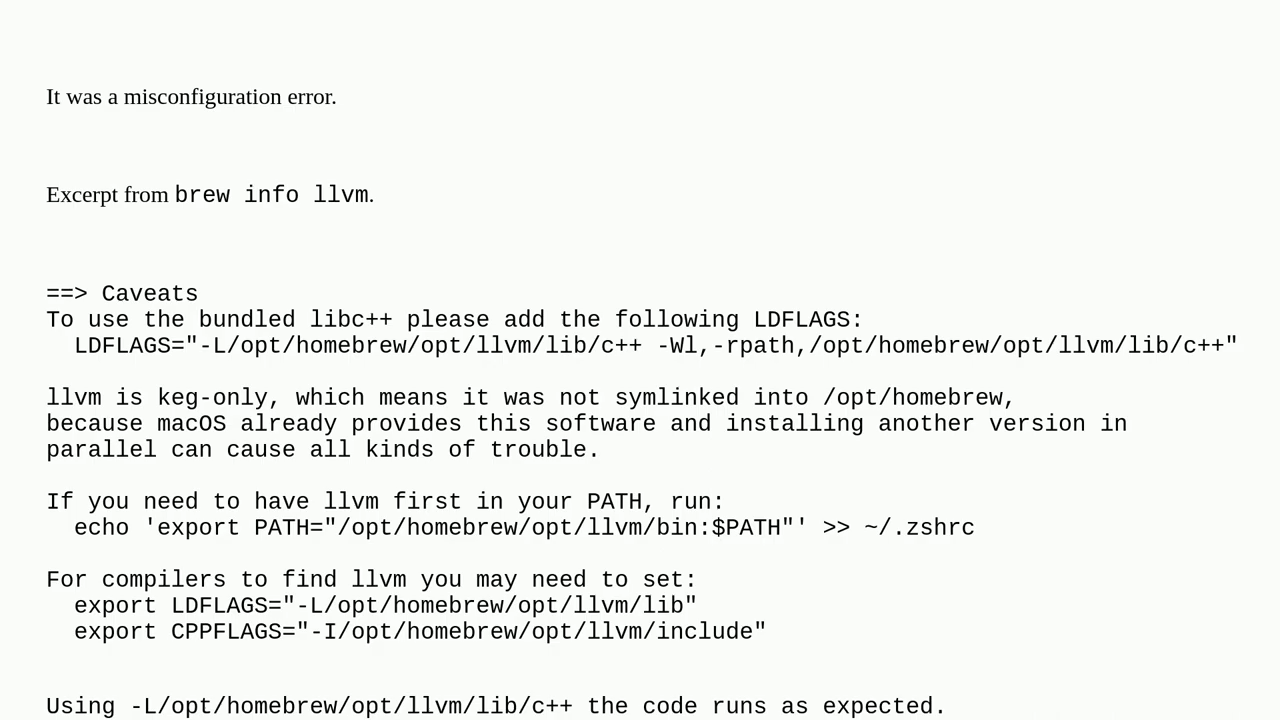 It was a misconfiguration error.
Excerpt from brew info llvm.
==> Caveats
To use the bundled libc++ please add the following LDFLAGS:
  LDFLAGS="-L/opt/homebrew/opt/llvm/lib/c++ -Wl,-rpath,/opt/homebrew/opt/llvm/lib/c++"
llvm is keg-only, which means it was not symlinked into /opt/homebrew,
because macOS already provides this software and installing another version in
parallel can cause all kinds of trouble.
If you need to have llvm first in your PATH, run:
  echo 'export PATH="/opt/homebrew/opt/llvm/bin:$PATH"' >> ~/.zshrc
For compilers to find llvm you may need to set:
  export LDFLAGS="-L/opt/homebrew/opt/llvm/lib"
  export CPPFLAGS="-I/opt/homebrew/opt/llvm/include"
Using -L/opt/homebrew/opt/llvm/lib/c++ the code runs as expected.